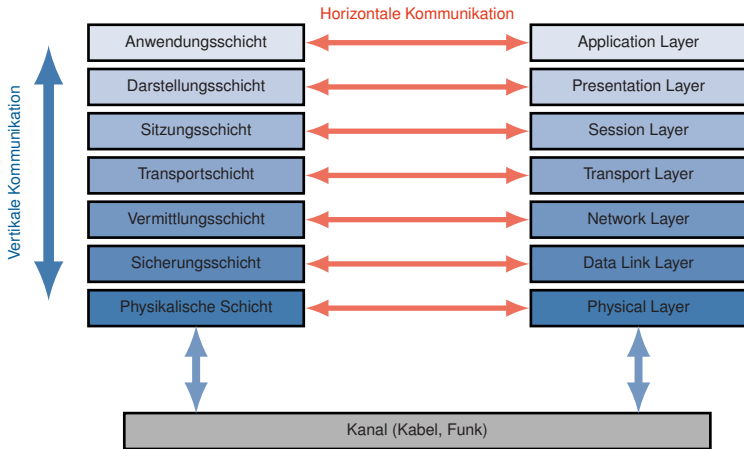 Horizontale Kommunikation
Anwendungsschicht
Application Layer
Darstellungsschicht
Presentation Layer
Sitzungsschicht
Session Layer
Transportschicht
Transport Layer
Vermittlungsschicht
Network Layer
Sicherungsschicht
Data Link Layer
Physikalische Schicht
Physical Layer
Vertikale Kommunikation
Kanal (Kabel, Funk)